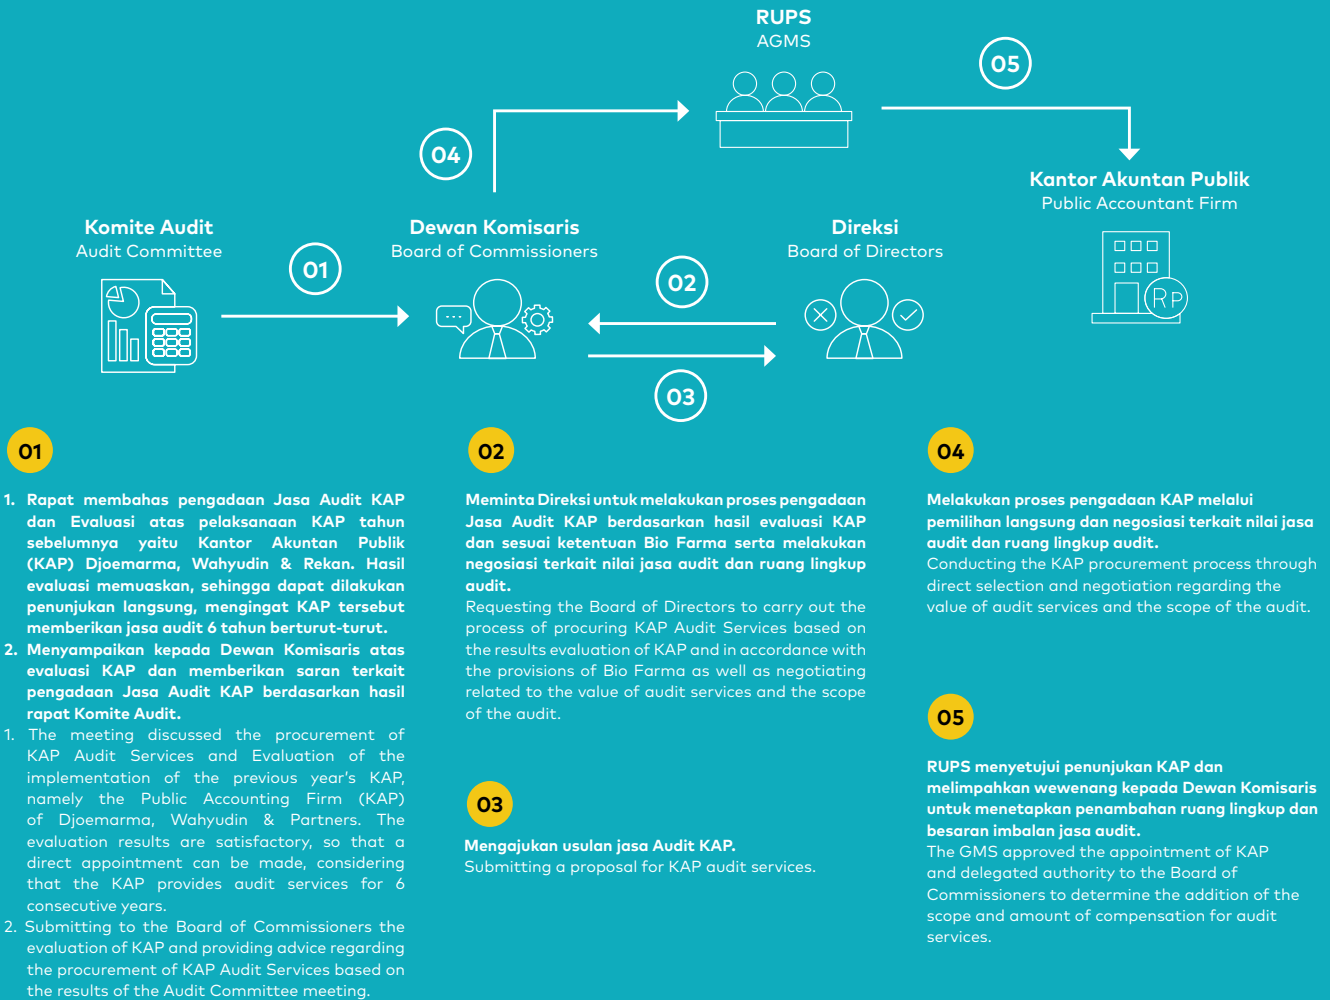 RUPS
AGMS
05
04
Kantor Akuntan Publik
Public Accountant Firm
Komite Audit
Audit Committee
01
Dewan Komisaris
Board of Commissioners
02
Direksi
Board of Directors
RP
03
01
1. Rapat membahas pengadaan Jasa Audit KAP
dan Evaluasi atas pelaksanaan KAP tahun
sebelumnya yaitu Kantor Akuntan Publik
(KAP) Djoemarma, Wahyudin & Rekan. Hasil
evaluasi memuaskan, sehingga dapat dilakukan
penunjukan langsung, mengingat KAP tersebut
memberikan jasa audit 6 tahun berturut-turut.
2. Menyampaikan kepada Dewan Komisaris atas
evaluasi KAP dan memberikan saran terkait
pengadaan Jasa Audit KAP berdasarkan hasil
rapat Komite Audit.
1. The meeting discussed the procurement of
KAP Audit Services and Evaluation of the
implementation of the previous year's KAP,
namely the Public Accounting Firm (KAP)
of Djoemarma, Wahyudin & Partners. The
evaluation results are satisfactory, so that a
direct appointment can be made, considering
that the KAP provides audit services for 6
consecutive years.
2. Submitting to the Board of Commissioners the
evaluation of KAP and providing advice regarding
the procurement of KAP Audit Services based on
the results of the Audit Committee meeting.
02
Meminta Direksi untuk melakukan proses pengadaan
Jasa Audit KAP berdasarkan hasil evaluasi KAP
dan sesuai ketentuan Bio Farma serta melakukan
negosiasi terkait nilai jasa audit dan ruang lingkup
audit.
Requesting the Board of Directors to carry out the
process of procuring KAP Audit Services based on
the results evaluation of KAP and in accordance with
the provisions of Bio Farma as well as negotiating
related to the value of audit services and the scope
of the audit.
03
Mengajukan usulan jasa Audit KAP.
Submitting a proposal for KAP audit services.
04
Melakukan proses pengadaan KAP melalui
pemilihan langsung dan negosiasi terkait nilai jasa
audit dan ruang lingkup audit.
Conducting the KAP procurement process through
direct selection and negotiation regarding the
value of audit services and the scope of the audit.
05
RUPS menyetujui penunjukan KAP dan
melimpahkan wewenang kepada Dewan Komisaris
untuk menetapkan penambahan ruang lingkup dan
besaran imbalan jasa audit.
The GMS approved the appointment of KAP
and delegated authority to the Board of
Commissioners to determine the addition of the
scope and amount of compensation for audit
services.